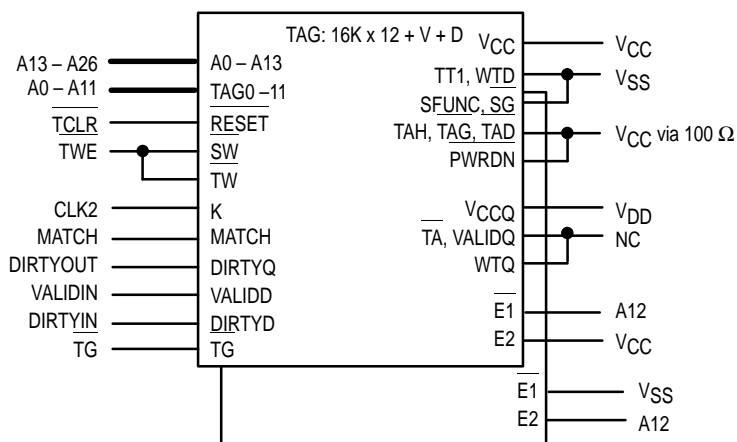 TAG: 16K x 12 + V + D
A13 – A26 A0 – A13 VCC VCC
A0 – A11 TAG0 –11 TT1, WTD VSS
SFUNC, SG
TCLR RESET TAH, TAG, TAD VCC via 100 Ω
TWE SW PWRDN
TW
CLK2 K VCCQ VDD
MATCH MATCH TA, VALIDQ NC
DIRTYOUT DIRTYQ WTQ
VALIDIN VALIDD E1 A12
DIRTYIN DIRTYD E2 VCC
TG TG
E1 VSS
E2 A12